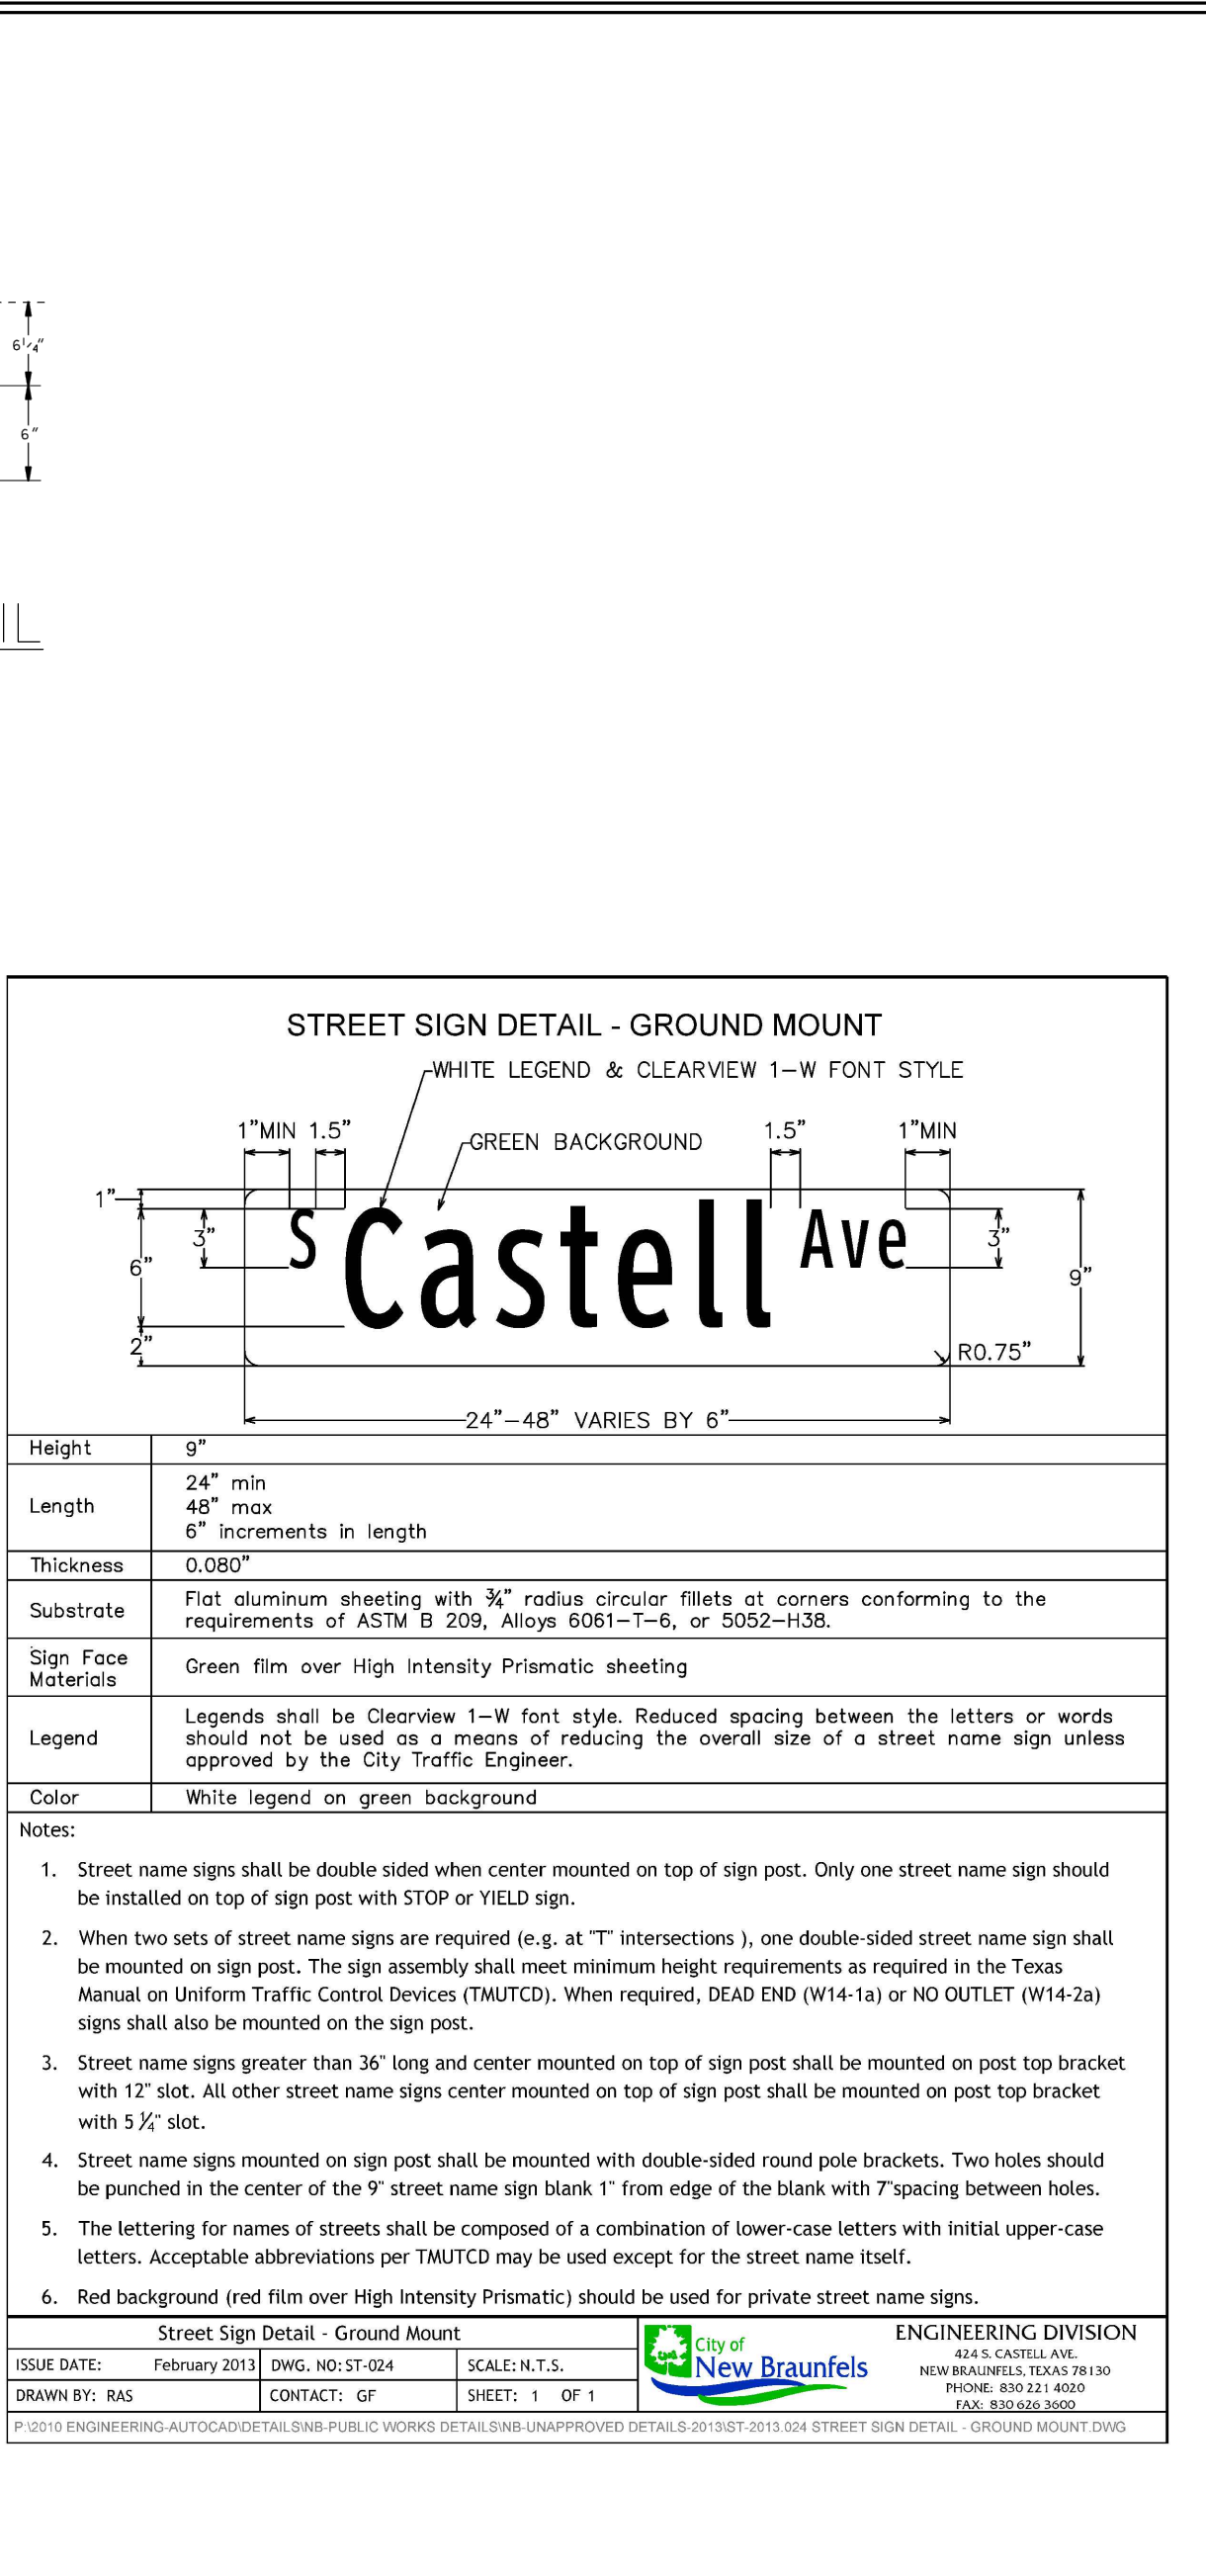 6¼"
6"
IL
STREET SIGN DETAIL - GROUND MOUNT
WHITE LEGEND & CLEARVIEW 1-W FONT STYLE
1"MIN 1.5"
GREEN BACKGROUND
1.5"
1"MIN
1"
3"
6"
2"
S Castell Ave
3"
9"
R0.75"
24"-48" VARIES BY 6"
Height 9"
Length
24" min
48" max
6" increments in length
Thickness 0.080"
Substrate
Flat aluminum sheeting with ¾" radius circular fillets at corners conforming to the
requirements of ASTM B 209, Alloys 6061-T-6, or 5052-H38.
Sign Face
Materials
Green film over High Intensity Prismatic sheeting
Legend
Legends shall be Clearview 1-W font style. Reduced spacing between the letters or words
should not be used as a means of reducing the overall size of a street name sign unless
approved by the City Traffic Engineer.
Color White legend on green background
Notes:
1. Street name signs shall be double sided when center mounted on top of sign post. Only one street name sign should
be installed on top of sign post with STOP or YIELD sign.
2. When two sets of street name signs are required (e.g. at "T" intersections ), one double-sided street name sign shall
be mounted on sign post. The sign assembly shall meet minimum height requirements as required in the Texas
Manual on Uniform Traffic Control Devices (TMUTCD). When required, DEAD END (W14-1a) or NO OUTLET (W14-2a)
signs shall also be mounted on the sign post.
3. Street name signs greater than 36" long and center mounted on top of sign post shall be mounted on post top bracket
with 12" slot. All other street name signs center mounted on top of sign post shall be mounted on post top bracket
with 5 ¼" slot.
4. Street name signs mounted on sign post shall be mounted with double-sided round pole brackets. Two holes should
be punched in the center of the 9" street name sign blank 1" from edge of the blank with 7"spacing between holes.
5. The lettering for names of streets shall be composed of a combination of lower-case letters with initial upper-case
letters. Acceptable abbreviations per TMUTCD may be used except for the street name itself.
6. Red background (red film over High Intensity Prismatic) should be used for private street name signs.
Street Sign Detail - Ground Mount
ISSUE DATE: February 2013 DWG. NO: ST-024 SCALE: N.T.S.
DRAWN BY: RAS CONTACT: GF SHEET: 1 OF 1
City of
New Braunfels
ENGINEERING DIVISION
424 S. CASTELL AVE.
NEW BRAUNFELS, TEXAS 78130
PHONE: 830 221 4020
FAX: 830 626 3600
P:\2010 ENGINEERING-AUTOCAD\DETAILS\NB-PUBLIC WORKS DETAILS\NB-UNAPPROVED DETAILS-2013\ST-2013.024 STREET SIGN DETAIL - GROUND MOUNT.DWG